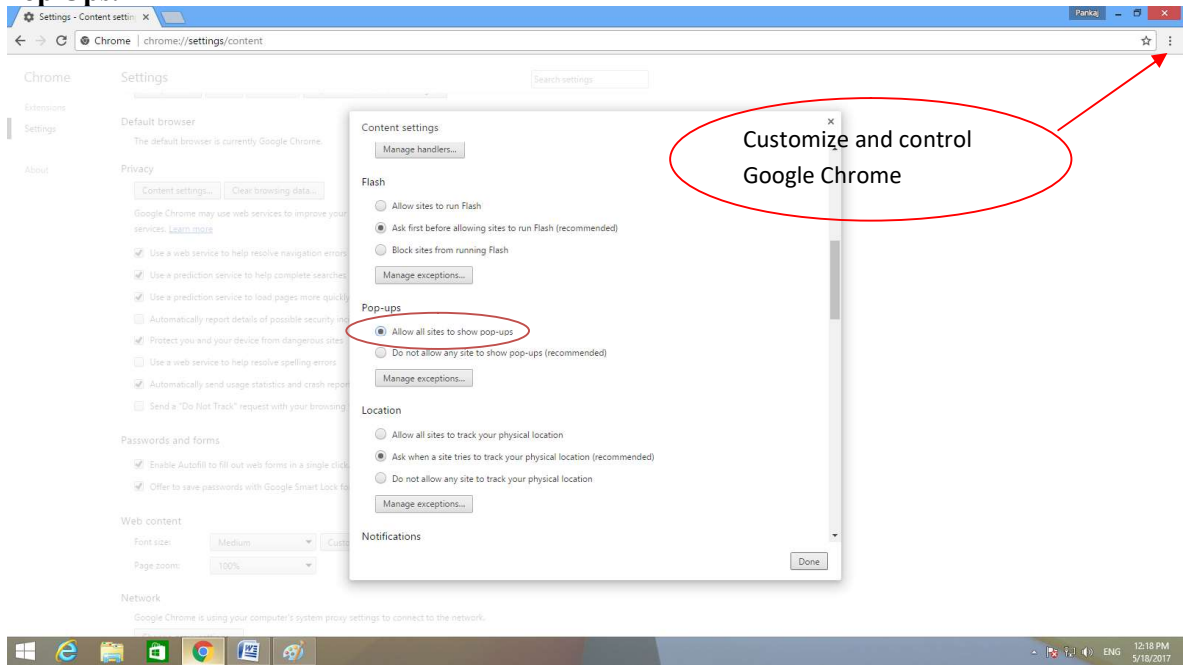 Settings - Content settin
Pankaj
Chrome chrome://settings/content
Chrome
Settings
Search settings
Extensions
Settings
About
Default browser
The default browser is currently Google Chrome.
Privacy
Content settings... Clear browsing data...
Google Chrome may use web services to improve your
services. Learn more
Use a web service to help resolve navigation errors
Use a prediction service to help complete searches
Use a prediction service to load pages more quickly
Automatically report details of possible security inc
Protect you and your device from dangerous sites
Use a web service to help resolve spelling errors
Automatically send usage statistics and crash repor
Send a "Do Not Track" request with your browsing
Passwords and forms
Enable Autofill to fill out web forms in a single click
Offer to save passwords with Google Smart Lock fo
Web content
Font size: Medium Custo
Page zoom: 100%
Network
Google Chrome is using your computer's system proxy settings to connect to the network.
Content settings
Manage handlers...
Flash
Allow sites to run Flash
Ask first before allowing sites to run Flash (recommended)
Block sites from running Flash
Manage exceptions...
Pop-ups
Allow all sites to show pop-ups
Do not allow any site to show pop-ups (recommended)
Manage exceptions...
Location
Allow all sites to track your physical location
Ask when a site tries to track your physical location (recommended)
Do not allow any site to track your physical location
Manage exceptions...
Notifications
Done
Customize and control
Google Chrome
ENG
12:18 PM
5/18/2017